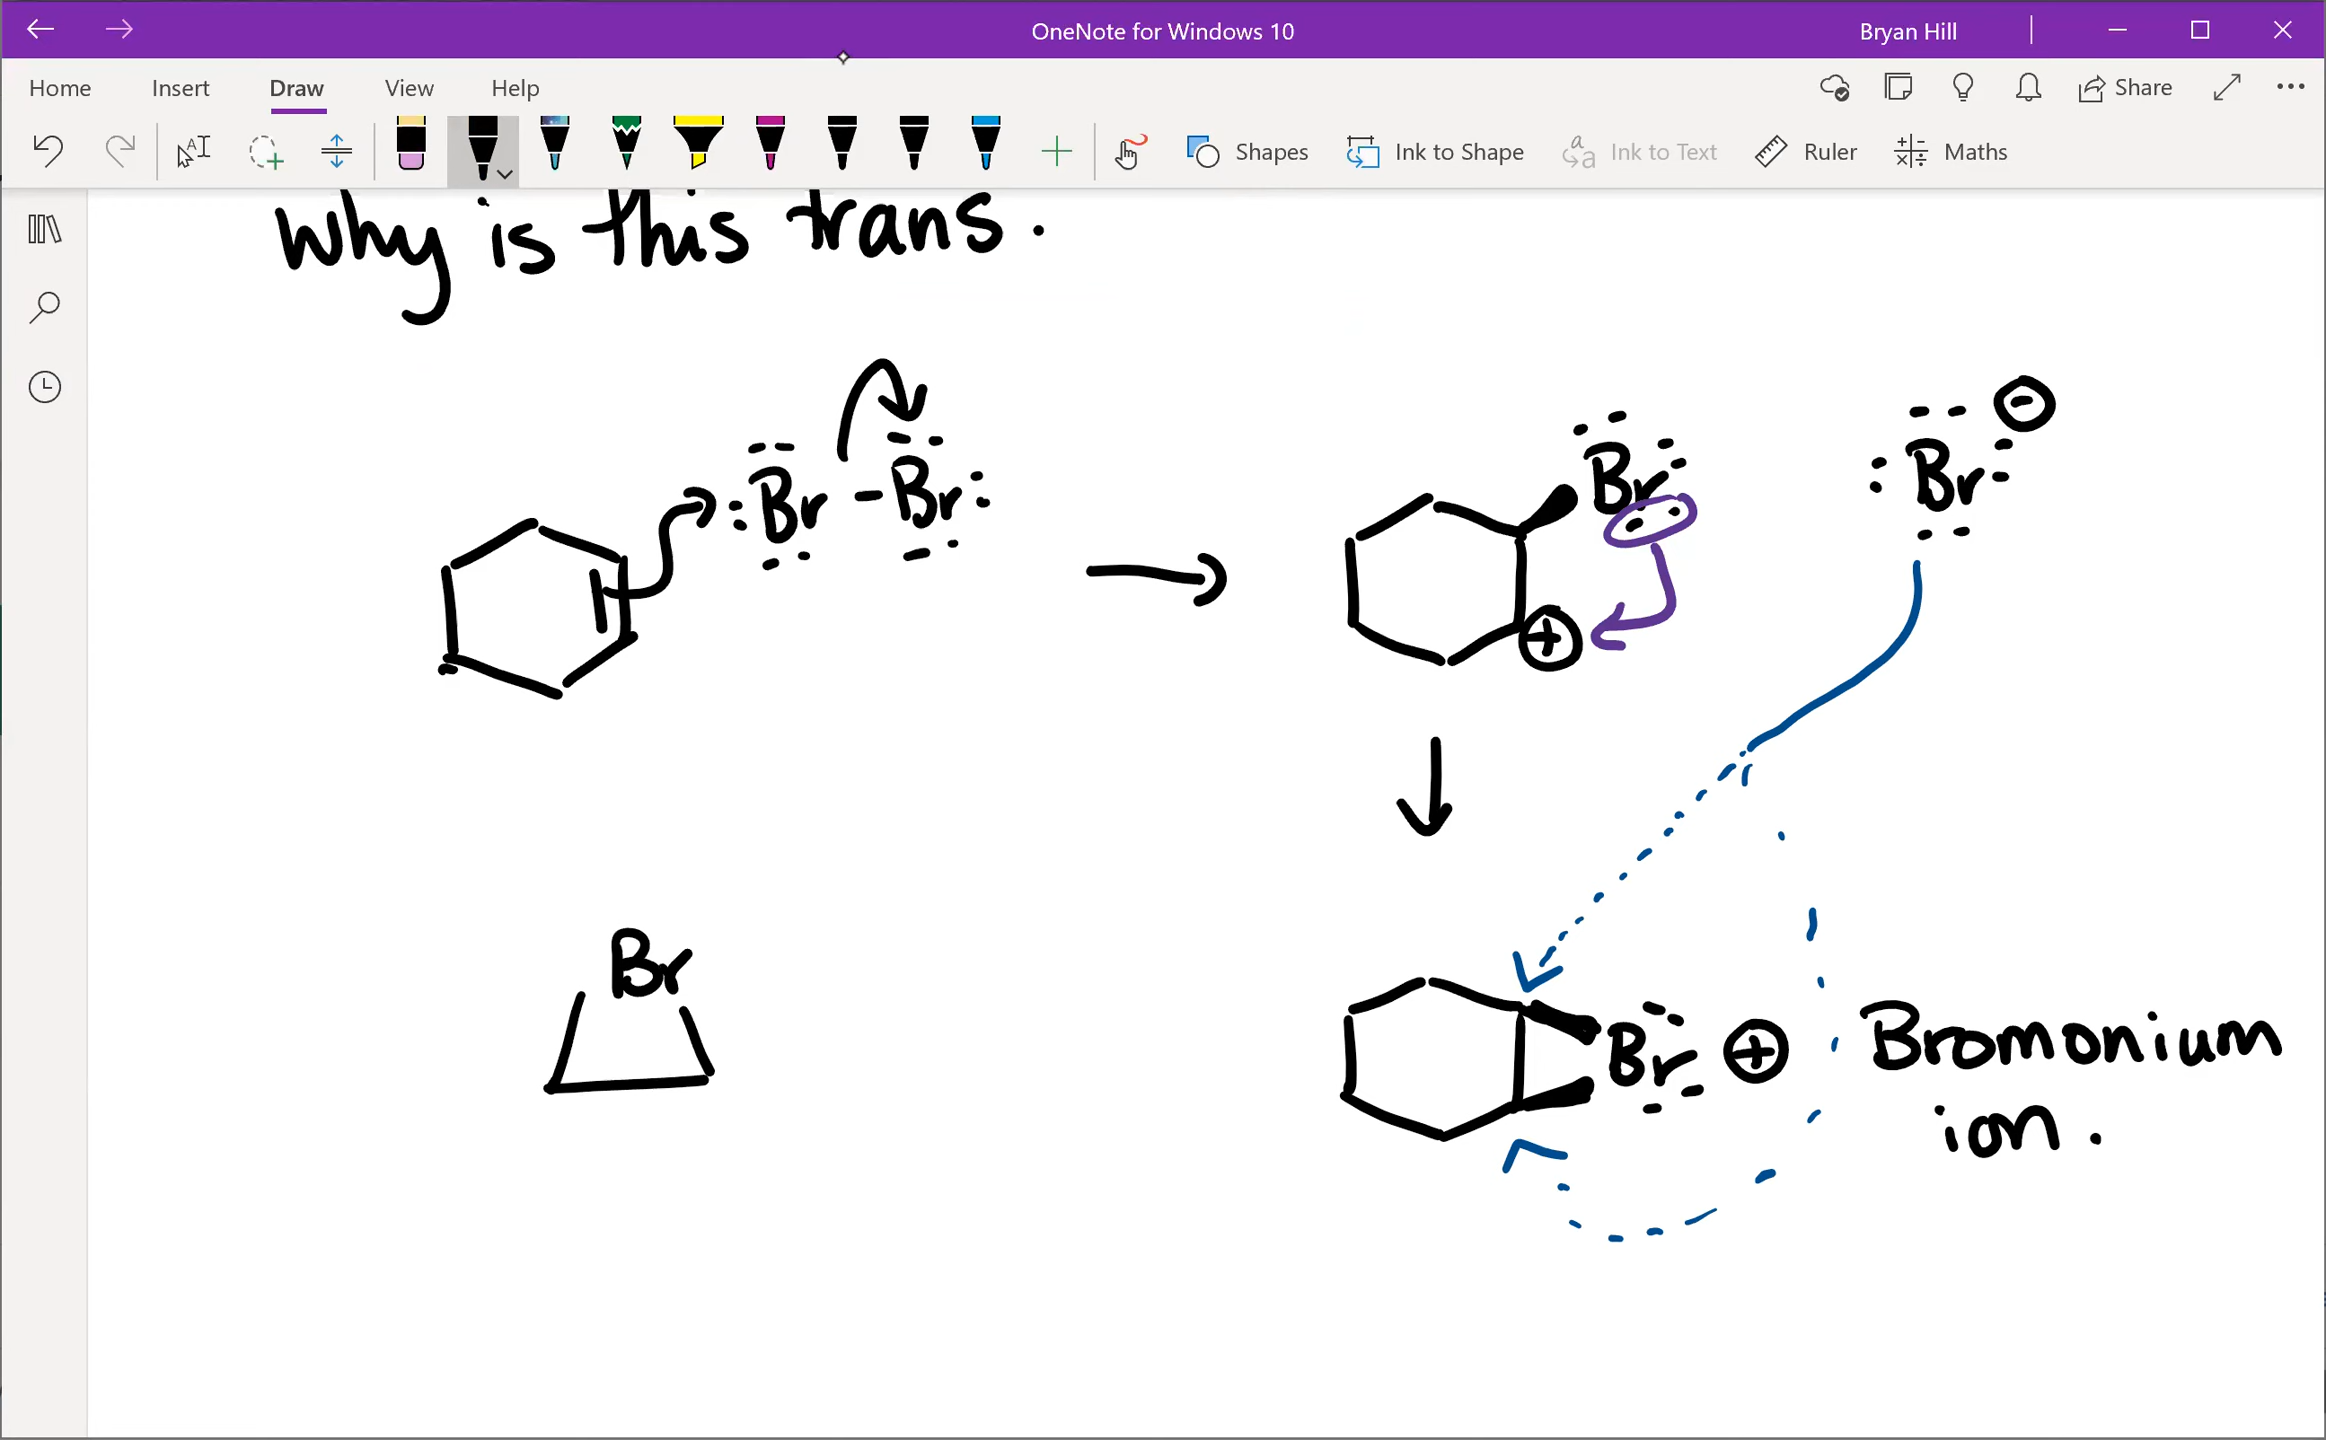 OneNote for Windows 10 Bryan Hill
Home Insert Draw View Help Share
Shapes Ink to Shape Ink to Text Ruler Maths
why is this trans.
Br - Br
Br
Br
Br
Br
Bromonium
ion.